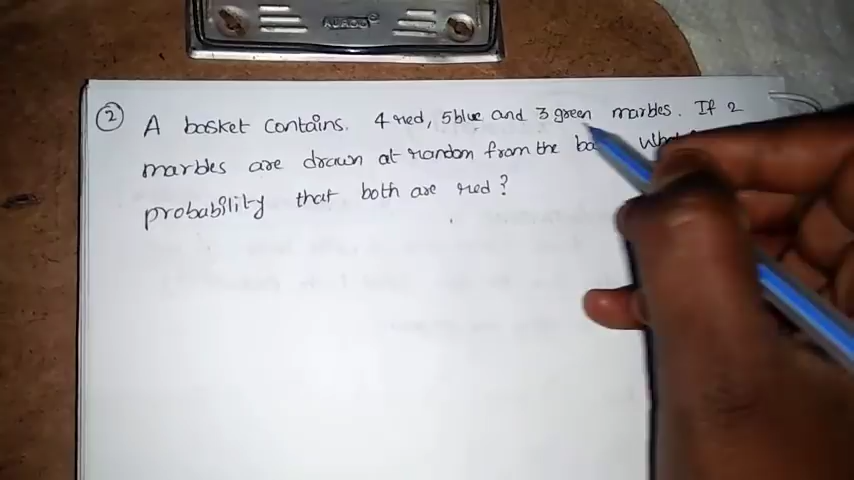 ② A basket contains. 4 red, 5 blue and 3 green marbles. If 2
marbles are drawn at random from the
probability that both are red?